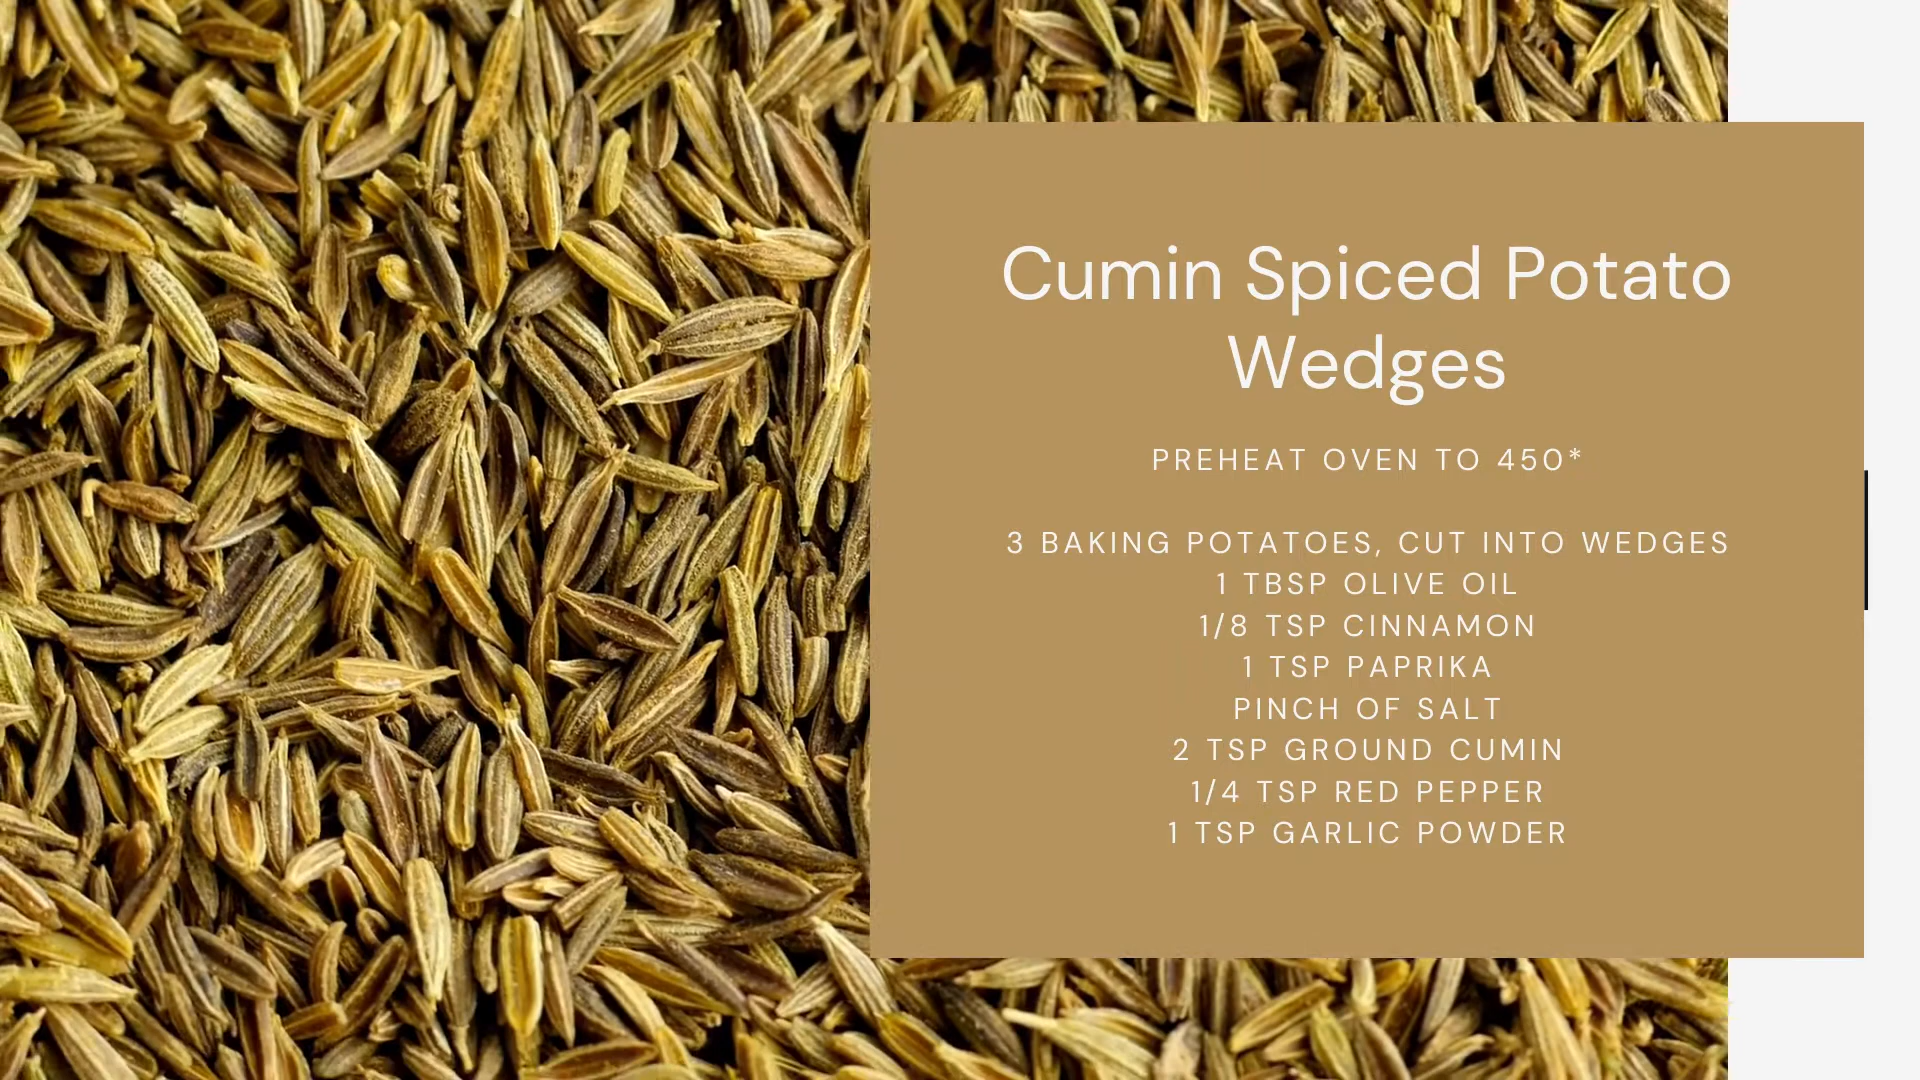 Cumin Spiced Potato
Wedges
PREHEAT OVEN TO 450*
3 BAKING POTATOES, CUT INTO WEDGES
1 TBSP OLIVE OIL
1/8 TSP CINNAMON
1 TSP PAPRIKA
PINCH OF SALT
2 TSP GROUND CUMIN
1/4 TSP RED PEPPER
1 TSP GARLIC POWDER